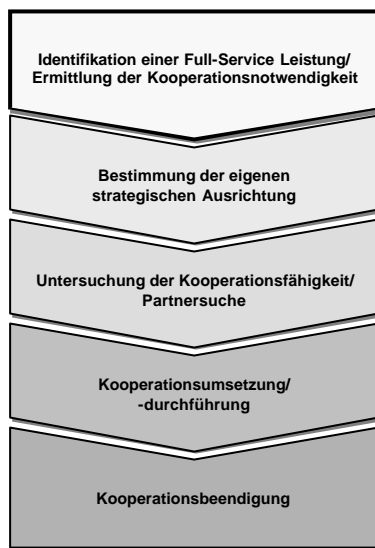 Identifikation einer Full-Service Leistung/
Ermittlung der Kooperationsnotwendigkeit
Bestimmung der eigenen
strategischen Ausrichtung
Untersuchung der Kooperationsfähigkeit/
Partnersuche
Kooperationsumsetzung/
-durchführung
Kooperationsbeendigung